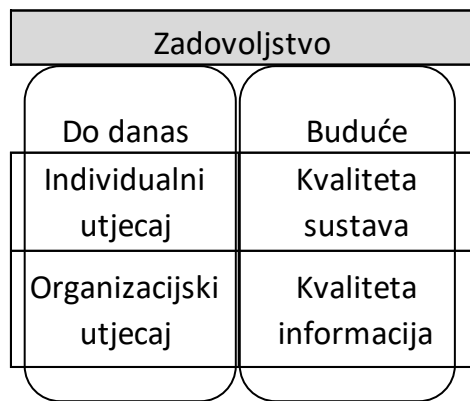 Zadovoljstvo
Do danas
Buduće
Individualni
utjecaj
Kvaliteta
sustava
Organizacijski
utjecaj
Kvaliteta
informacija